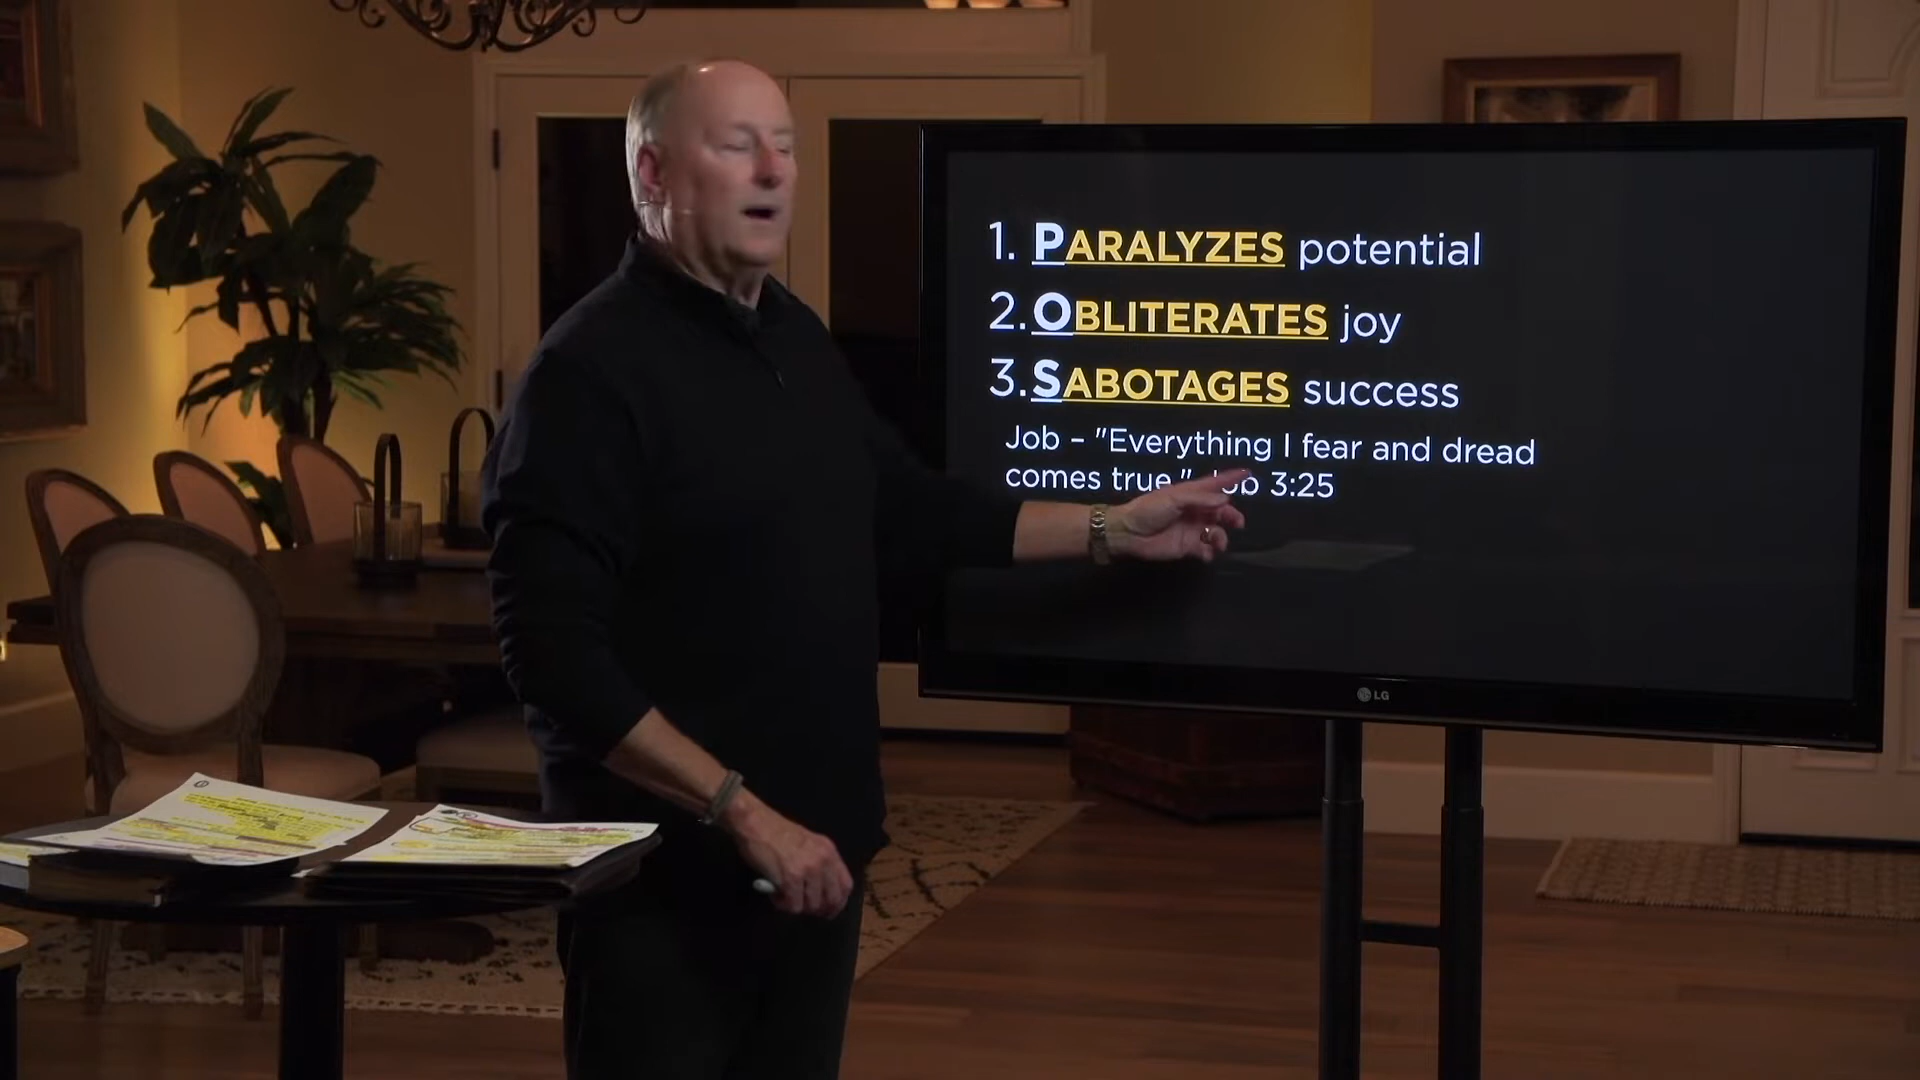 1. PARALYZES potential
2. OBLITERATES joy
3. SABOTAGES success
Job – "Everything I fear and dread
comes true." 3:25
LG